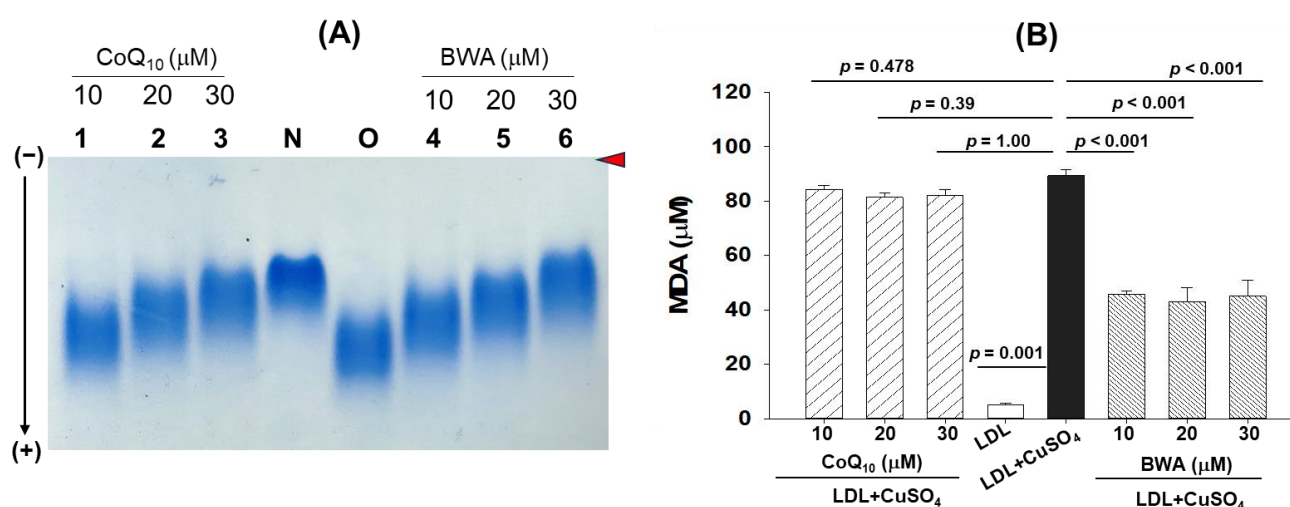 (A)
CoQ₁₀ (μM) BWA (μM)
10 20 30 10 20 30
1 2 3 N O 4 5 6
(−)
(+)
(B)
p = 0.478 p < 0.001
p = 0.39 p < 0.001
p = 1.00 p < 0.001
p = 0.001
MDA (μM)
120
100
80
60
40
20
0
10 20 30 LDL LDL+CuSO₄ 10 20 30
CoQ₁₀ (μM) BWA (μM)
LDL+CuSO₄ LDL+CuSO₄